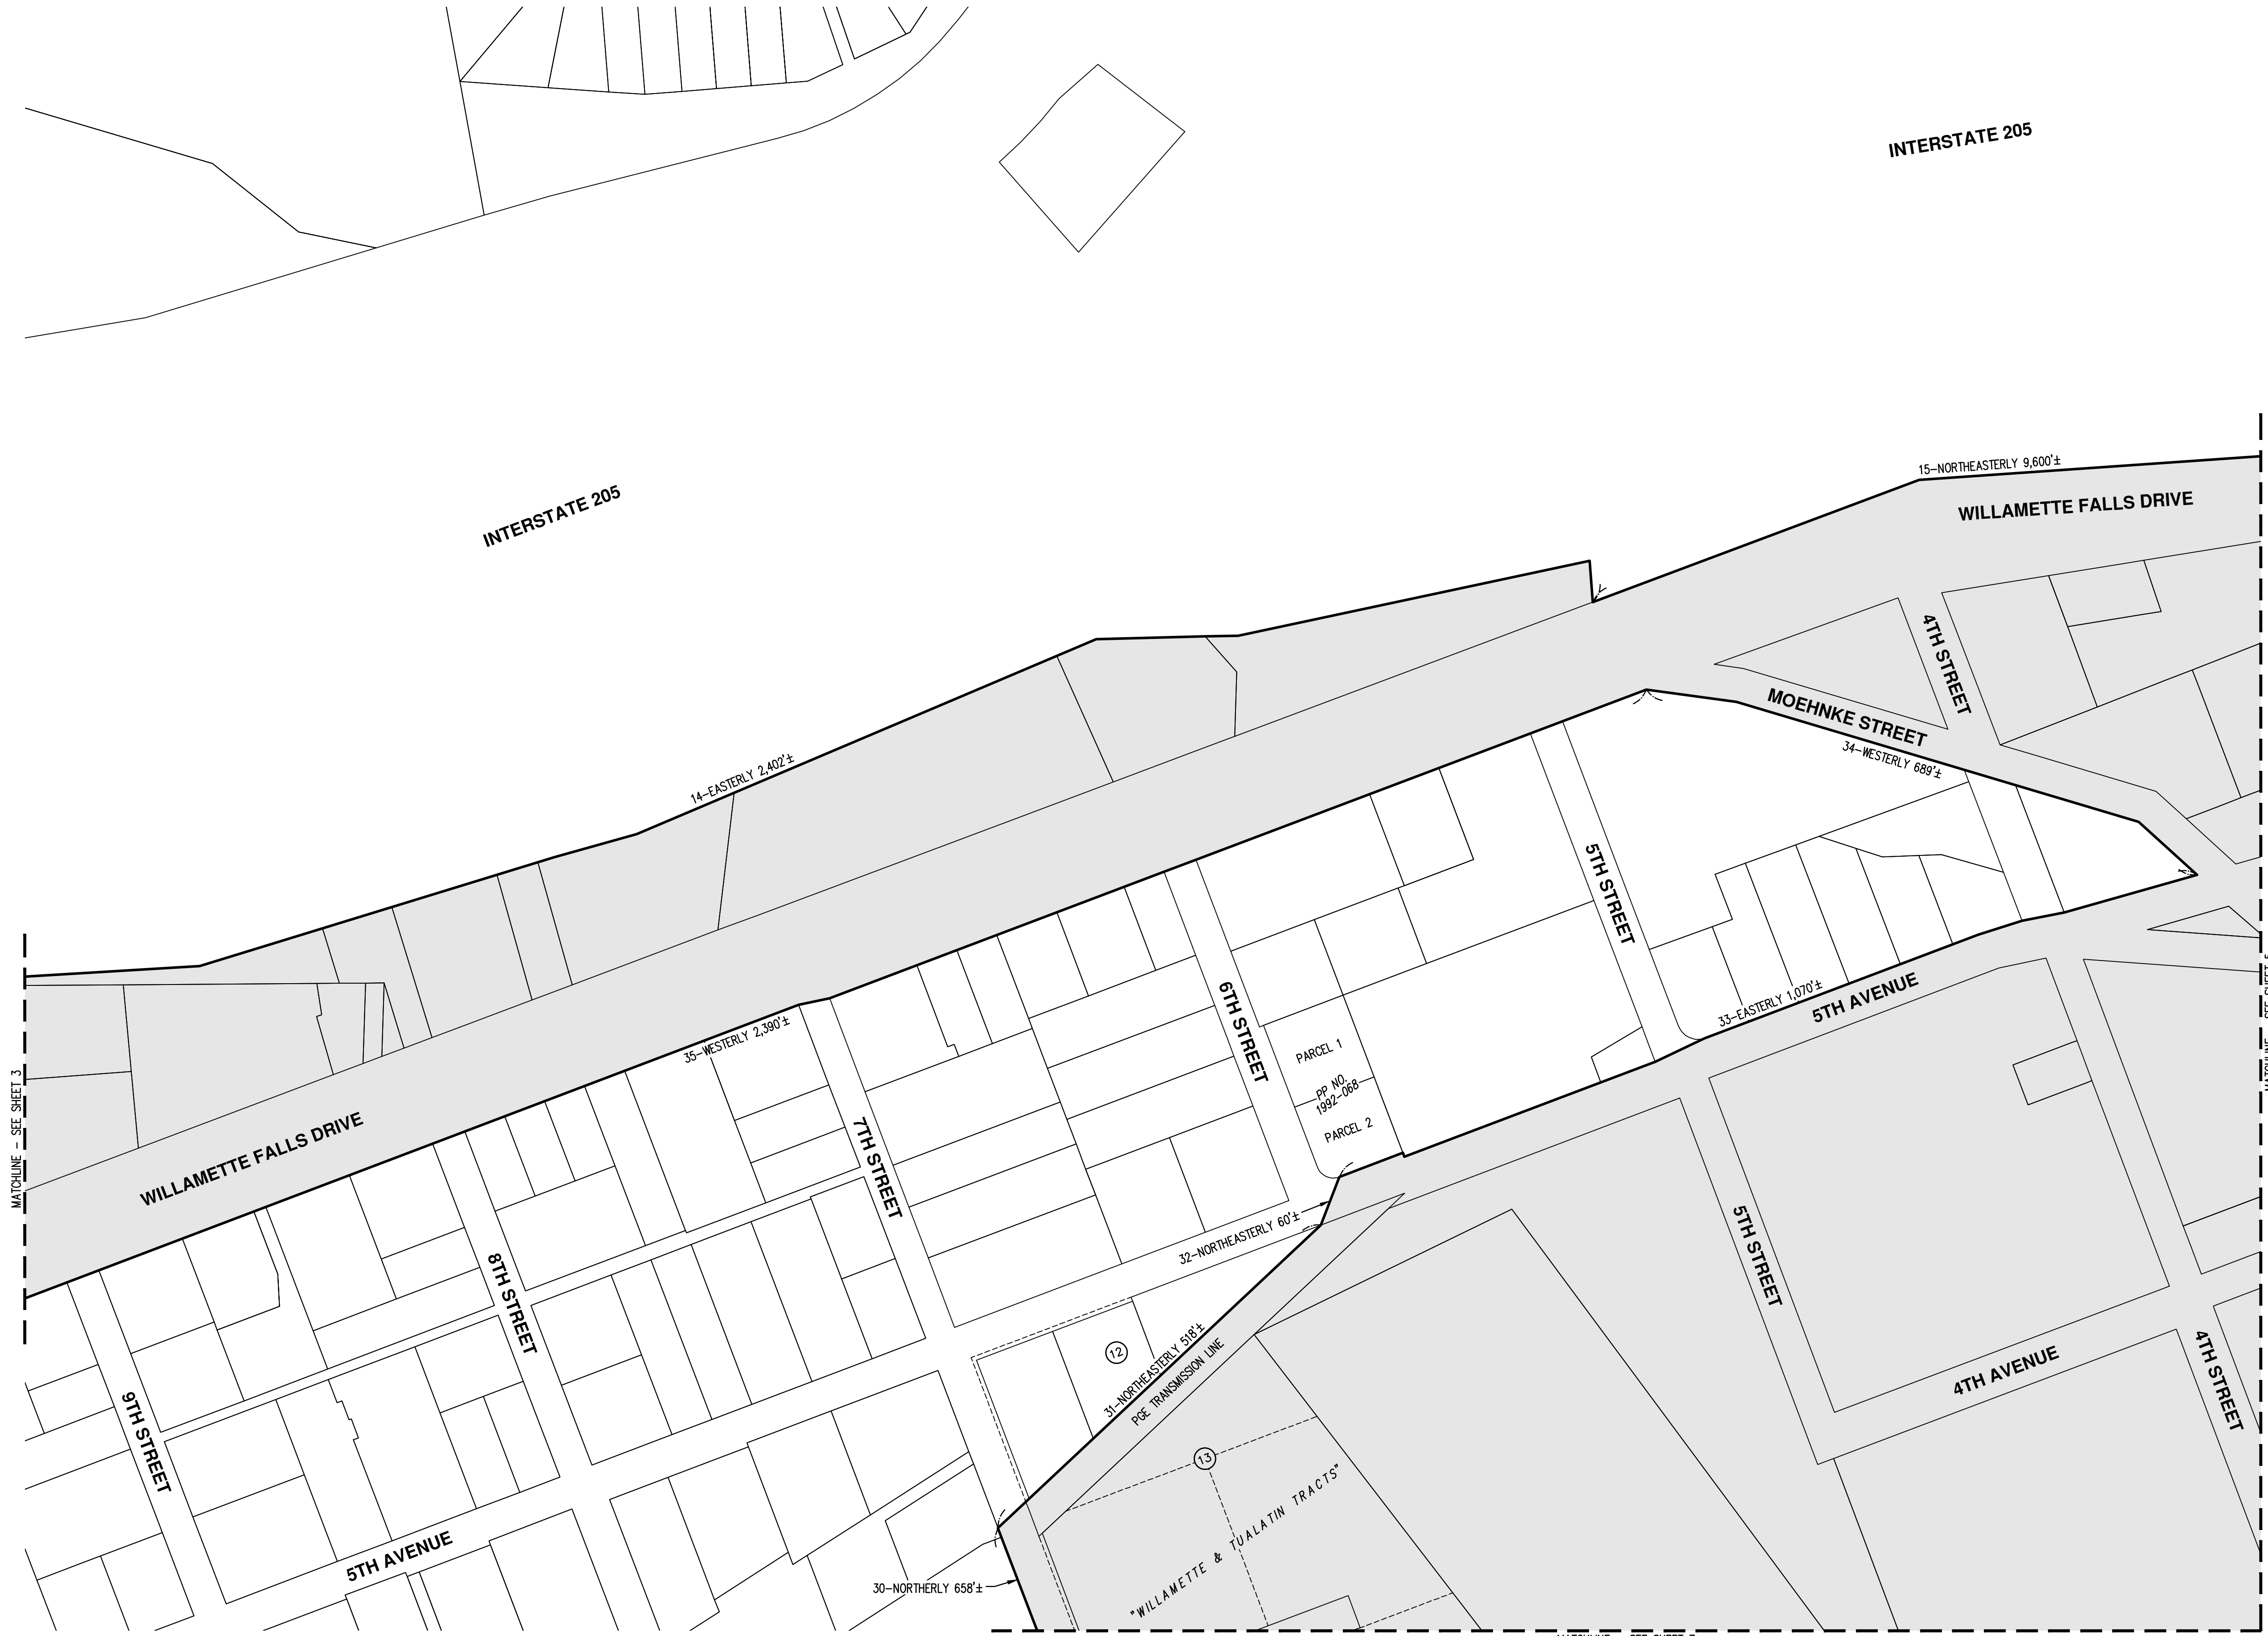 INTERSTATE 205
INTERSTATE 205
15-NORTHEASTERLY 9,600'±
WILLAMETTE FALLS DRIVE
4TH STREET
MOEHNKE STREET
34-WESTERLY 689'±
14-EASTERLY 2,402'±
5TH STREET
33-EASTERLY 1,070'±
5TH AVENUE
35-WESTERLY 2,390'±
6TH STREET
PARCEL 1
PP NO.
1992-068
PARCEL 2
MATCHLINE - SEE SHEET 3
WILLAMETTE FALLS DRIVE
7TH STREET
32-NORTHEASTERLY 60'±
8TH STREET
5TH STREET
12
31-NORTHEASTERLY 518'±
PGE TRANSMISSION LINE
4TH AVENUE
4TH STREET
9TH STREET
13
"WILLAMETTE & TUALATIN TRACTS"
5TH AVENUE
30-NORTHERLY 658'±